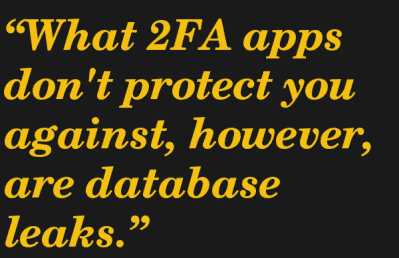 “What 2FA apps
don't protect you
against, however,
are database
leaks.”